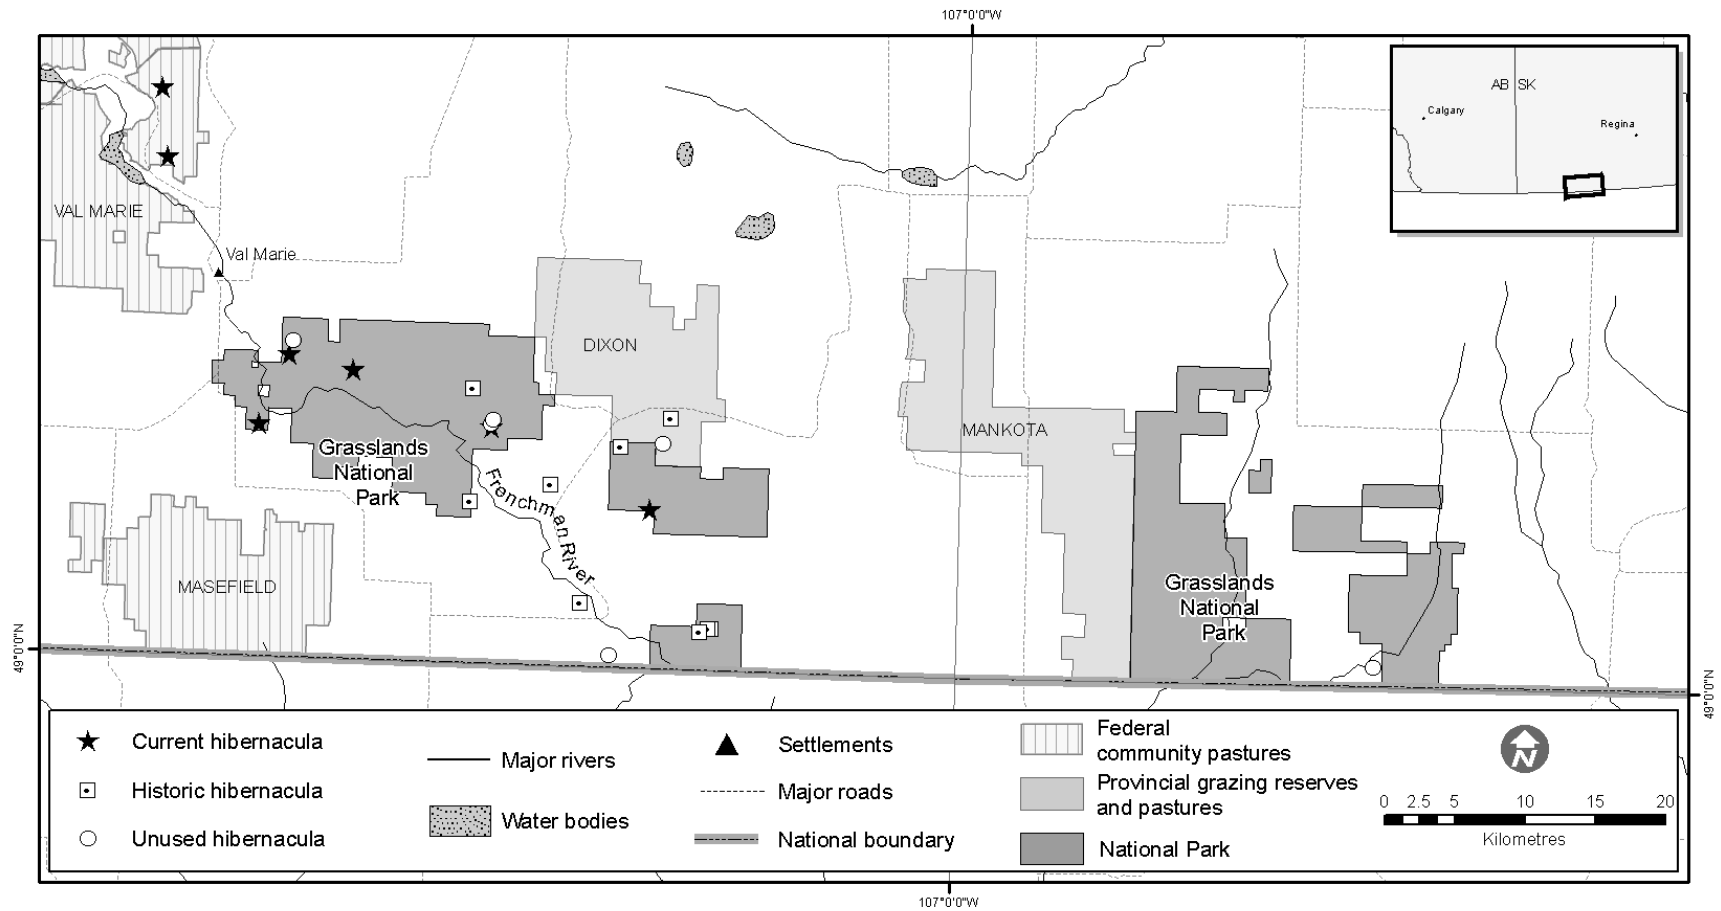 107°0'0"W
AB SK
Calgary
Regina
VAL MARIE
Val Marie
DIXON
MANKOTA
Grasslands
National
Park
Frenchman River
MASEFIELD
Grasslands
National
Park
49°0'0"N
49°0'0"N
Current hibernacula
Historic hibernacula
Unused hibernacula
Major rivers
Water bodies
Settlements
Major roads
National boundary
Federal
community pastures
Provincial grazing reserves
and pastures
National Park
N
0 2.5 5 10 15 20
Kilometres
107°0'0"W